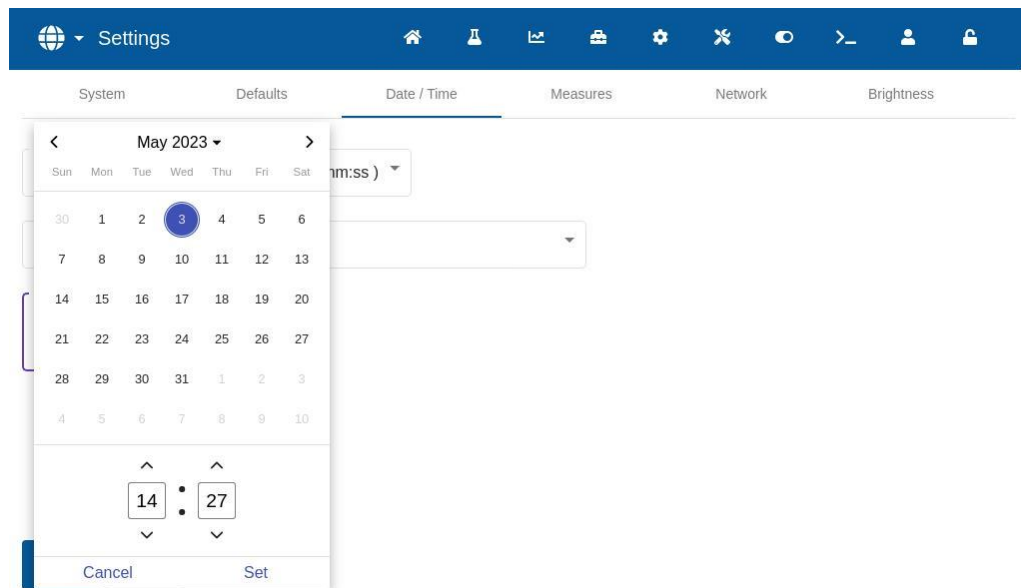 Settings
System Defaults Date / Time Measures Network Brightness
May 2023
Sun Mon Tue Wed Thu Fri Sat
:ss )
30 1 2 3 4 5 6
7 8 9 10 11 12 13
14 15 16 17 18 19 20
21 22 23 24 25 26 27
28 29 30 31 1 2 3
4 5 6 7 8 9 10
14 : 27
Cancel Set